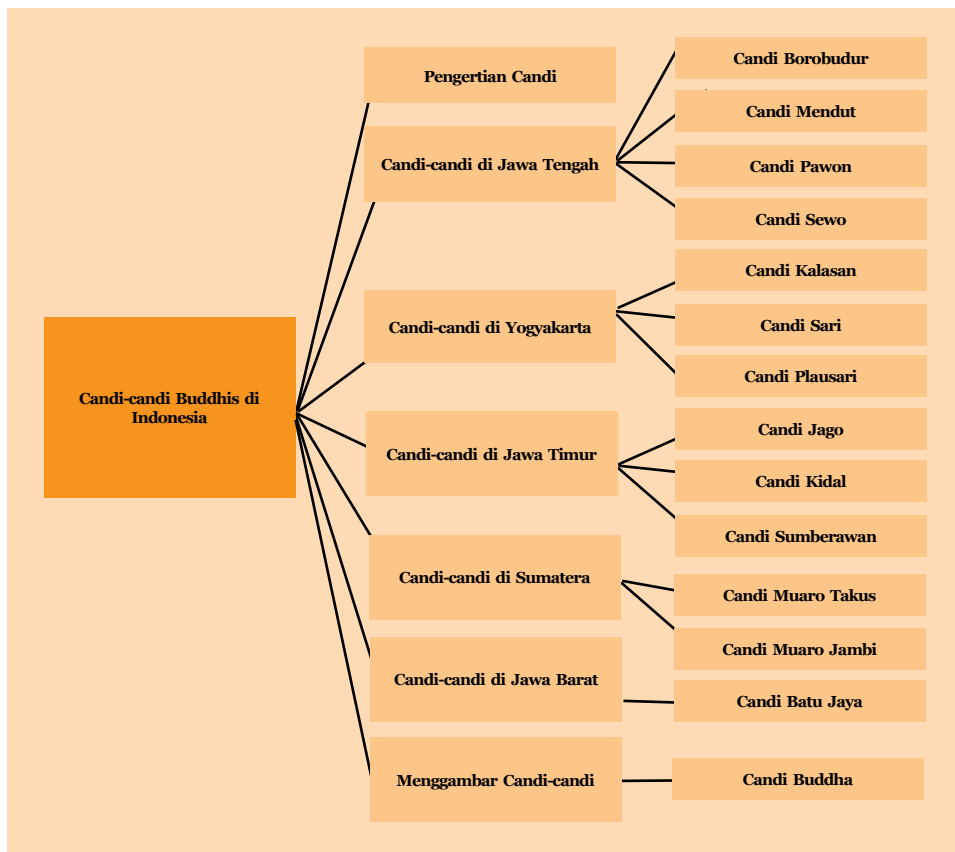 Candi-candi Buddhis di
Indonesia
Pengertian Candi
Candi-candi di Jawa Tengah
Candi Borobudur
Candi Mendut
Candi Pawon
Candi Sewo
Candi-candi di Yogyakarta
Candi Kalasan
Candi Sari
Candi Plausari
Candi-candi di Jawa Timur
Candi Jago
Candi Kidal
Candi Sumberawan
Candi-candi di Sumatera
Candi Muaro Takus
Candi Muaro Jambi
Candi-candi di Jawa Barat
Candi Batu Jaya
Menggambar Candi-candi
Candi Buddha